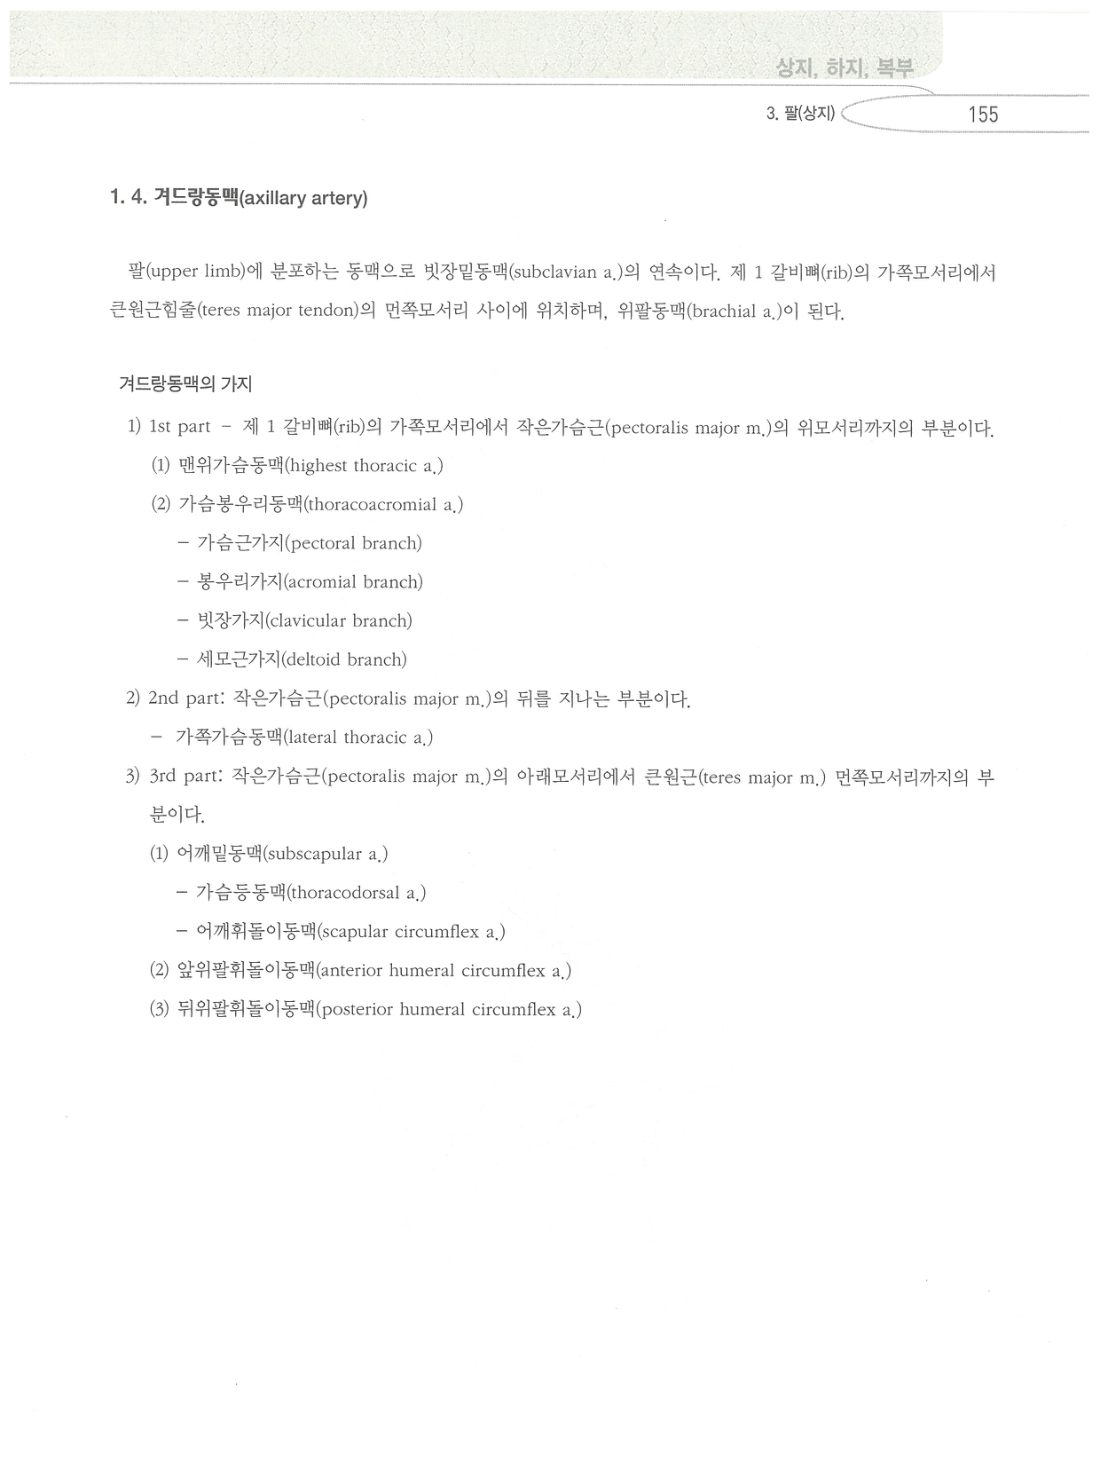 상지, 하지, 복부
3. 팔(상지) 155
1. 4. 겨드랑동맥(axillary artery)
팔(upper limb)에 분포하는 동맥으로 빗장밑동맥(subclavian a.)의 연속이다. 제 1 갈비뼈(rib)의 가쪽모서리에서
큰원근힘줄(teres major tendon)의 먼쪽모서리 사이에 위치하며, 위팔동맥(brachial a.)이 된다.
겨드랑동맥의 가지
1) 1st part - 제 1 갈비뼈(rib)의 가쪽모서리에서 작은가슴근(pectoralis major m.)의 위모서리까지의 부분이다.
(1) 맨위가슴동맥(highest thoracic a.)
(2) 가슴봉우리동맥(thoracoacromial a.)
- 가슴근가지(pectoral branch)
- 봉우리가지(acromial branch)
- 빗장가지(clavicular branch)
- 세모근가지(deltoid branch)
2) 2nd part: 작은가슴근(pectoralis major m.)의 뒤를 지나는 부분이다.
- 가쪽가슴동맥(lateral thoracic a.)
3) 3rd part: 작은가슴근(pectoralis major m.)의 아래모서리에서 큰원근(teres major m.) 먼쪽모서리까지의 부
분이다.
(1) 어깨밑동맥(subscapular a.)
- 가슴등동맥(thoracodorsal a.)
- 어깨휘돌이동맥(scapular circumflex a.)
(2) 앞위팔휘돌이동맥(anterior humeral circumflex a.)
(3) 뒤위팔휘돌이동맥(posterior humeral circumflex a.)